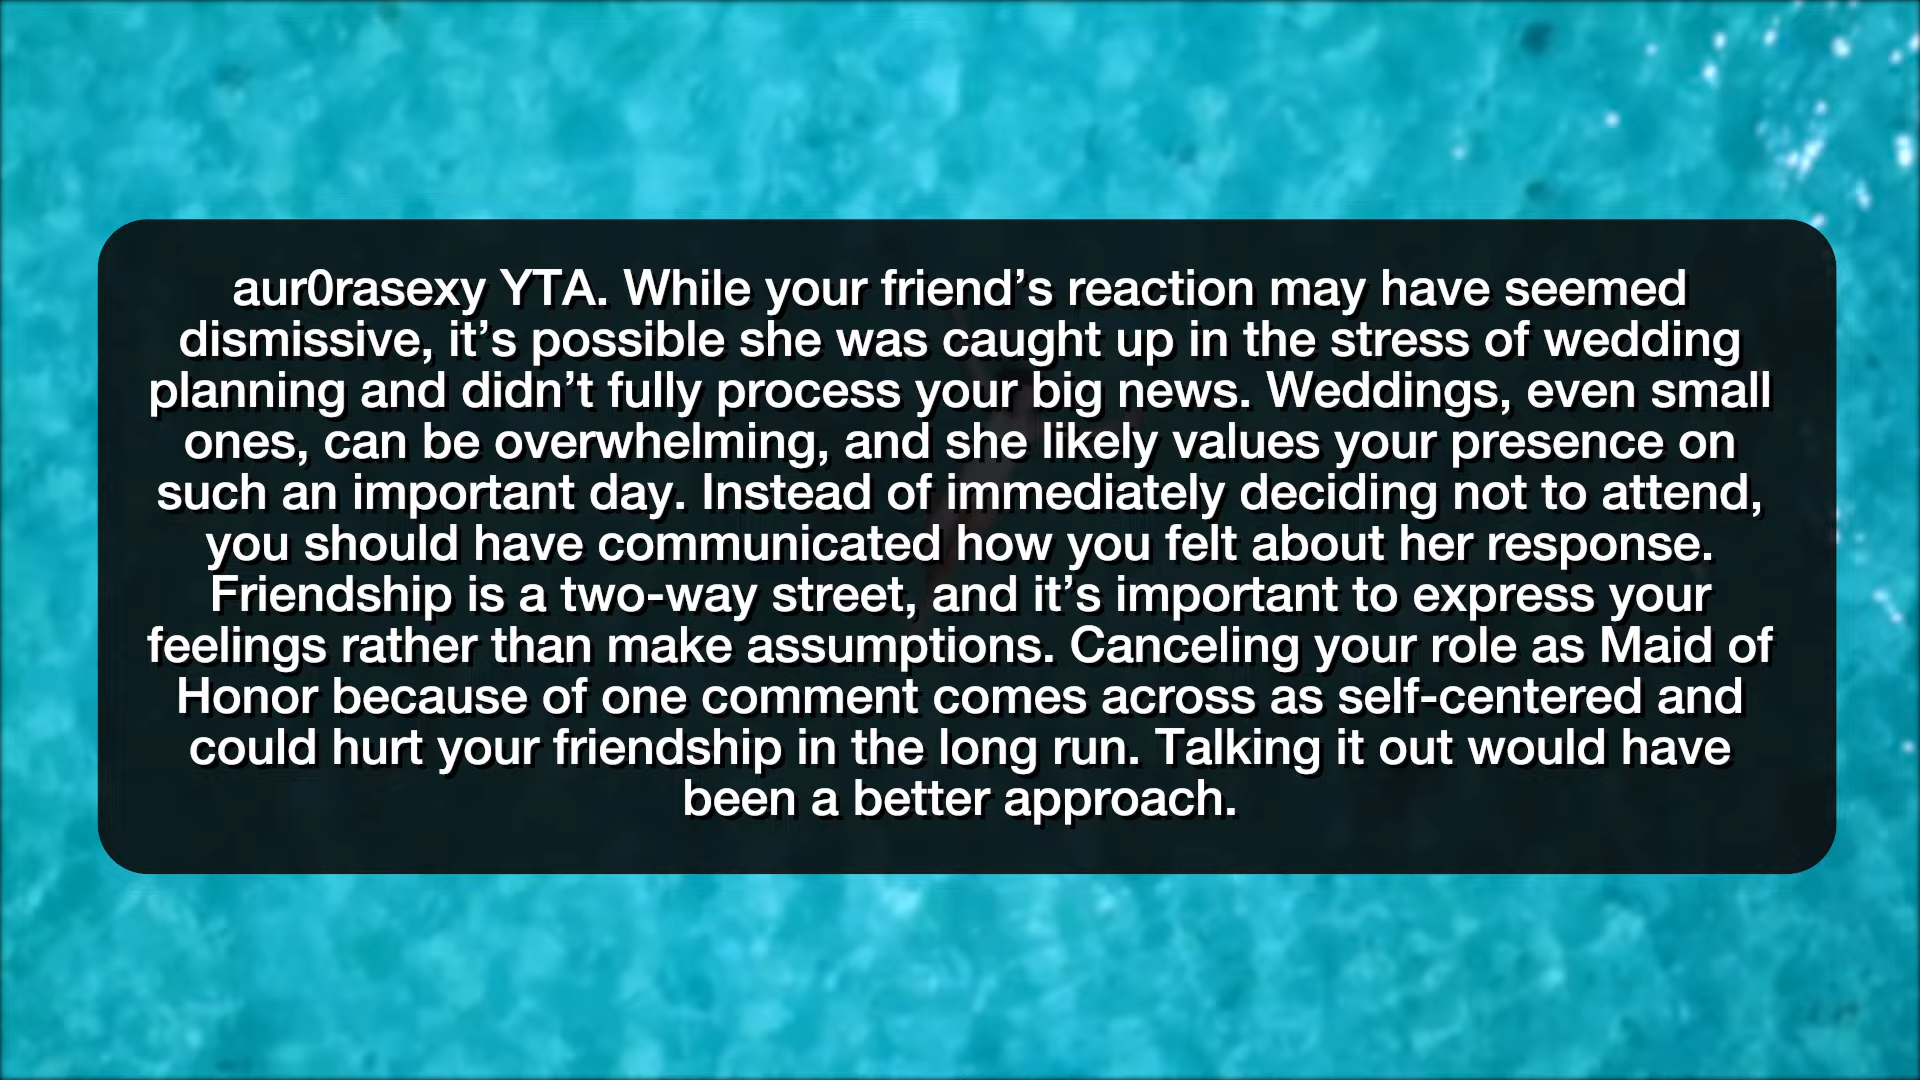 aur0rasexy YTA. While your friend’s reaction may have seemed
dismissive, it’s possible she was caught up in the stress of wedding
planning and didn’t fully process your big news. Weddings, even small
ones, can be overwhelming, and she likely values your presence on
such an important day. Instead of immediately deciding not to attend,
you should have communicated how you felt about her response.
Friendship is a two-way street, and it’s important to express your
feelings rather than make assumptions. Canceling your role as Maid of
Honor because of one comment comes across as self-centered and
could hurt your friendship in the long run. Talking it out would have
been a better approach.